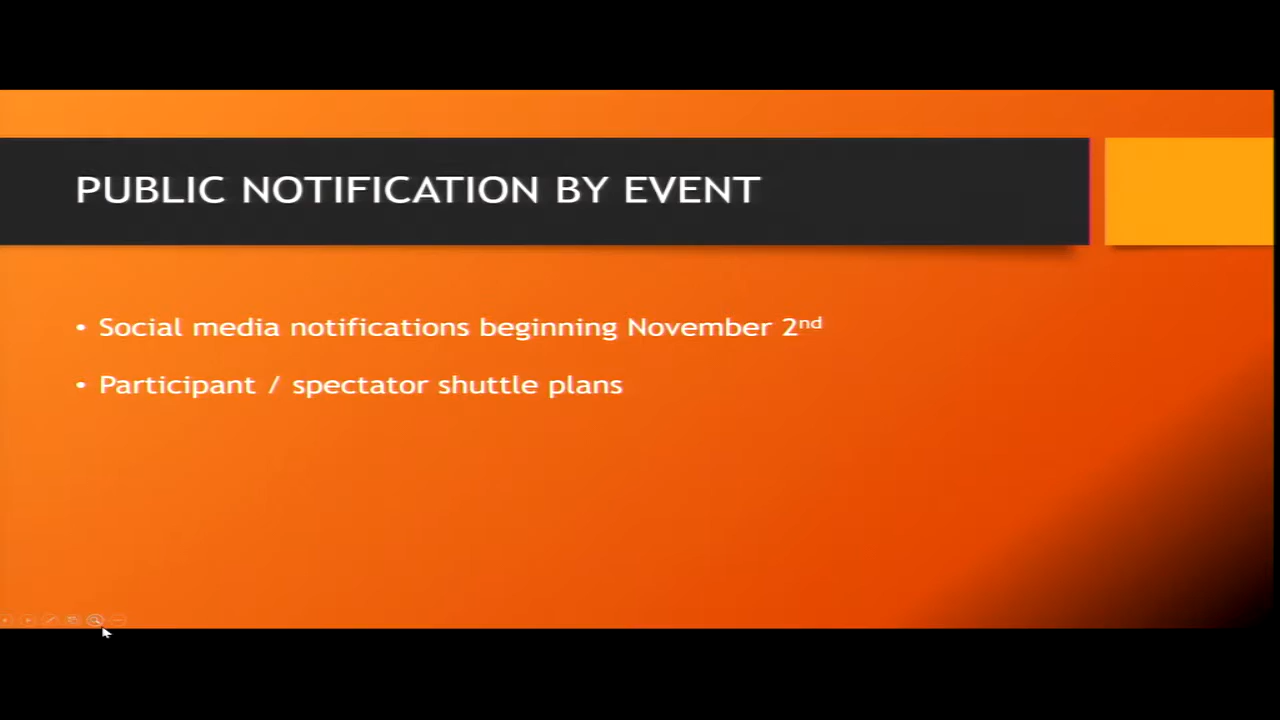 PUBLIC NOTIFICATION BY EVENT
• Social media notifications beginning November 2nd
• Participant / spectator shuttle plans